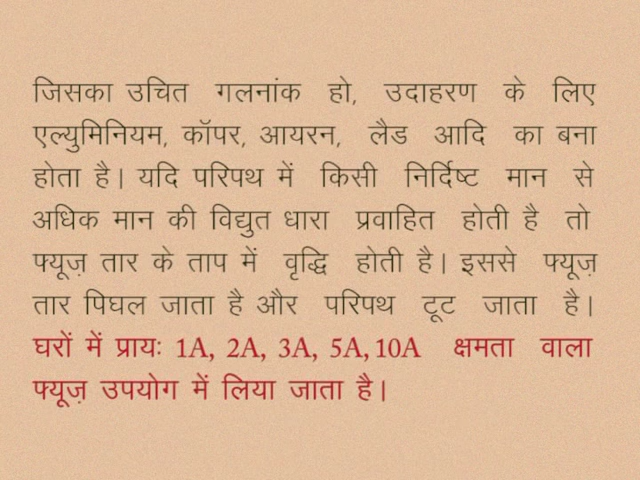 जिसका उचित गलनांक हो, उदाहरण के लिए
एल्युमिनियम, कॉपर, आयरन, लैड आदि का बना
होता है। यदि परिपथ में किसी निर्दिष्ट मान से
अधिक मान की विद्युत धारा प्रवाहित होती है तो
फ्यूज़ तार के ताप में वृद्धि होती है। इससे फ्यूज़
तार पिघल जाता है और परिपथ टूट जाता है।
घरों में प्रायः 1A, 2A, 3A, 5A, 10A क्षमता वाला
फ्यूज़ उपयोग में लिया जाता है।